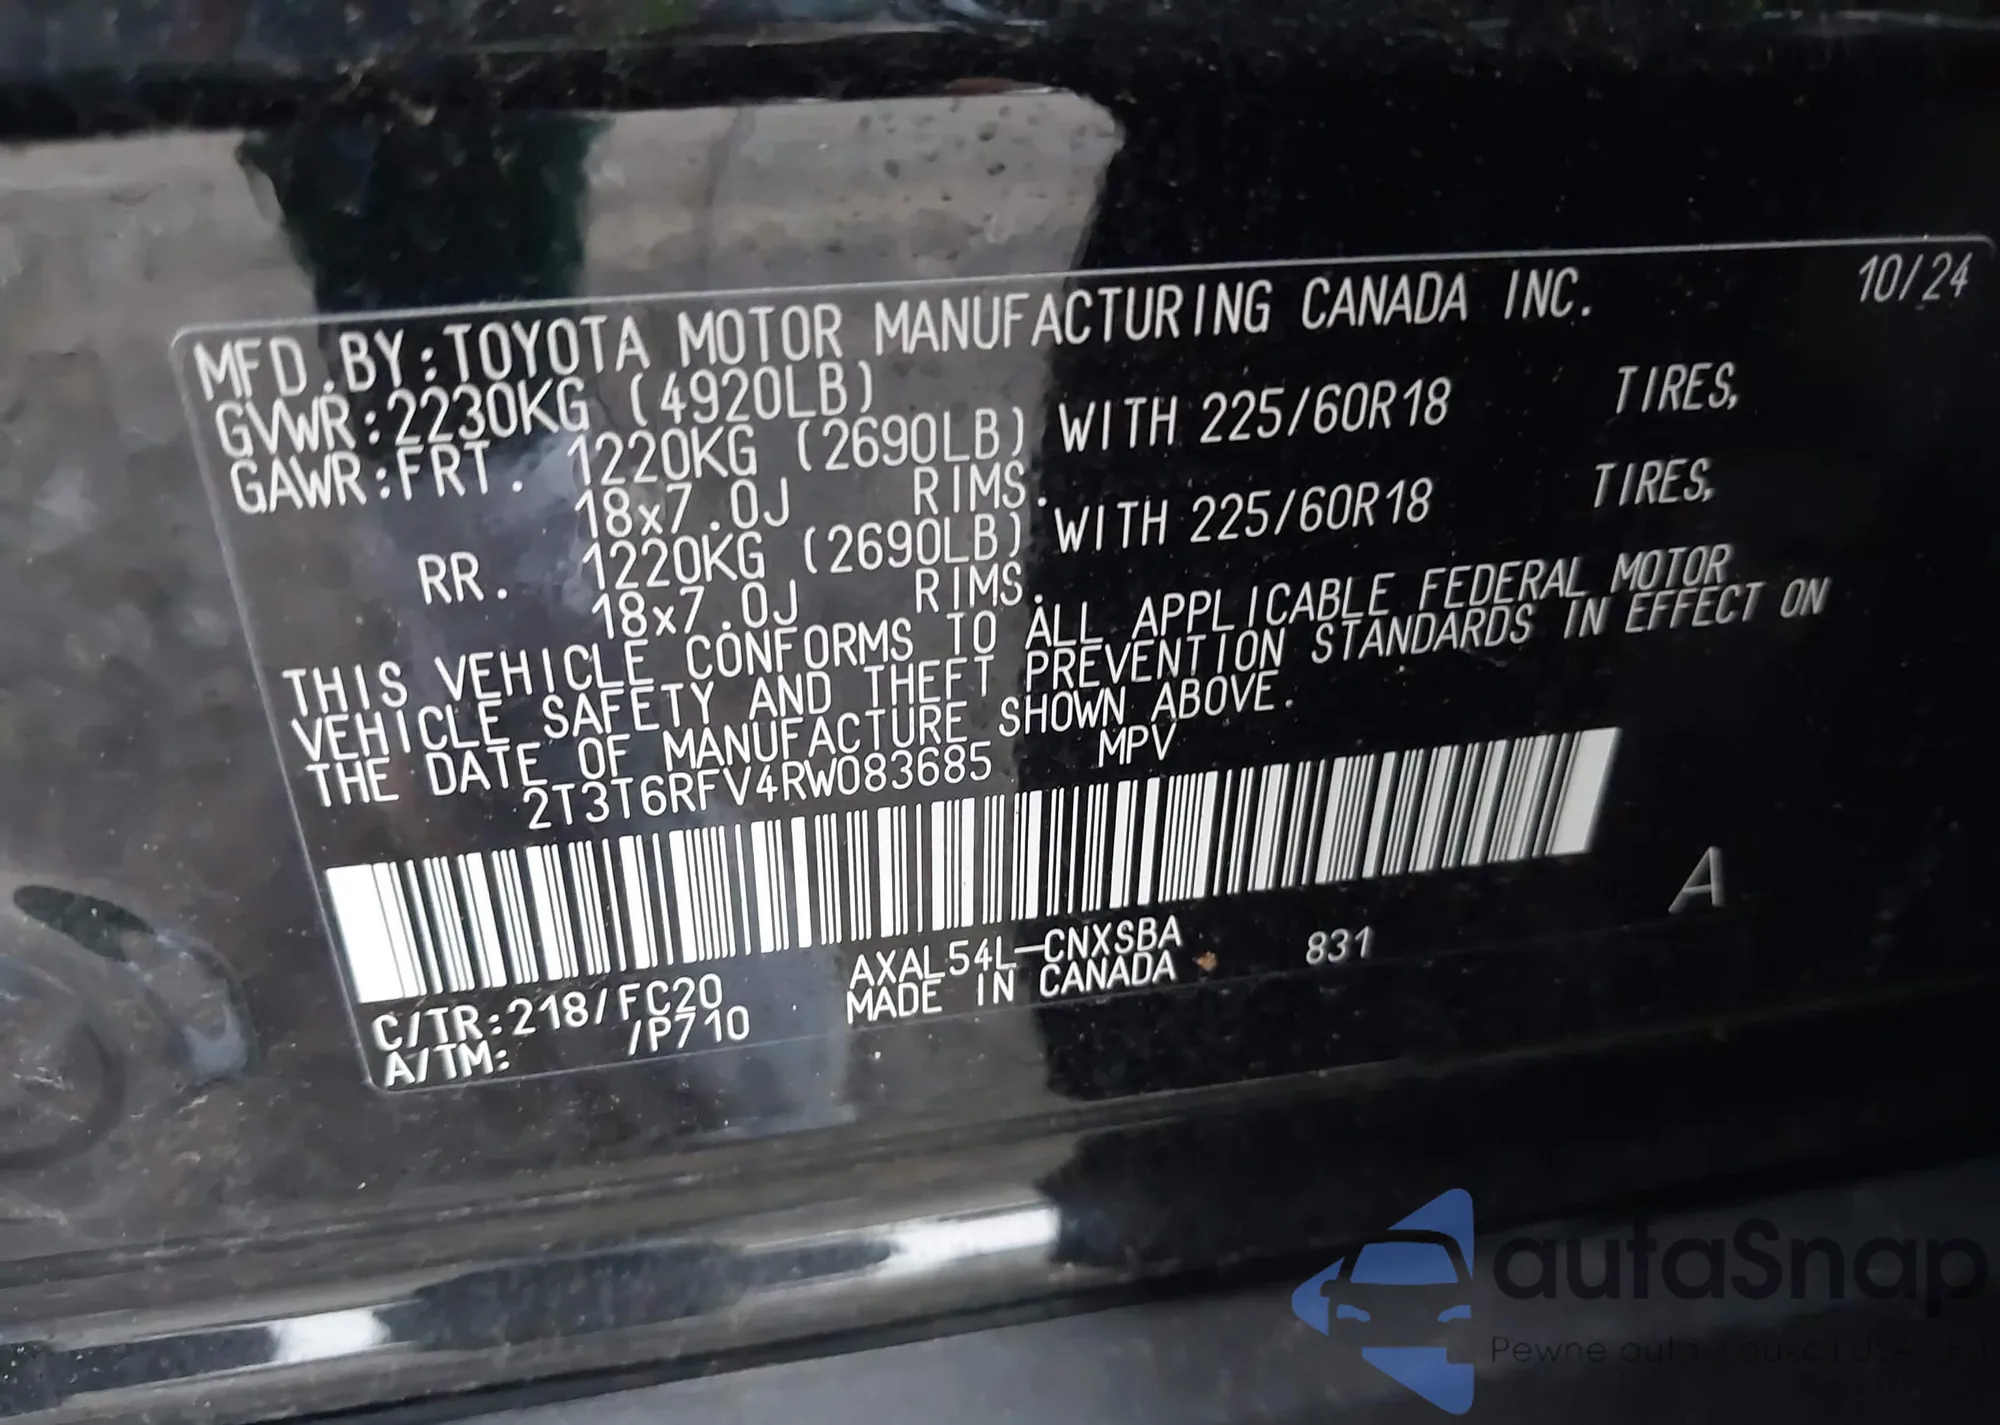 MFD.BY:TOYOTA MOTOR MANUFACTURING CANADA INC. 10/24
GVWR:2230KG (4920LB)
GAWR:FRT. 1220KG (2690LB) WITH 225/60R18 TIRES,
18x7.0J RIMS.
RR. 1220KG (2690LB) WITH 225/60R18 TIRES,
18x7.0J RIMS.
THIS VEHICLE CONFORMS TO ALL APPLICABLE FEDERAL MOTOR
VEHICLE SAFETY AND THEFT PREVENTION STANDARDS IN EFFECT ON
THE DATE OF MANUFACTURE SHOWN ABOVE.
2T3T6RFV4RW083685 MPV
A
C/TR:218/FC20 AXAL54L-CNXSBA 831
A/TM: /P710 MADE IN CANADA
autaSnap
Pewne auto z